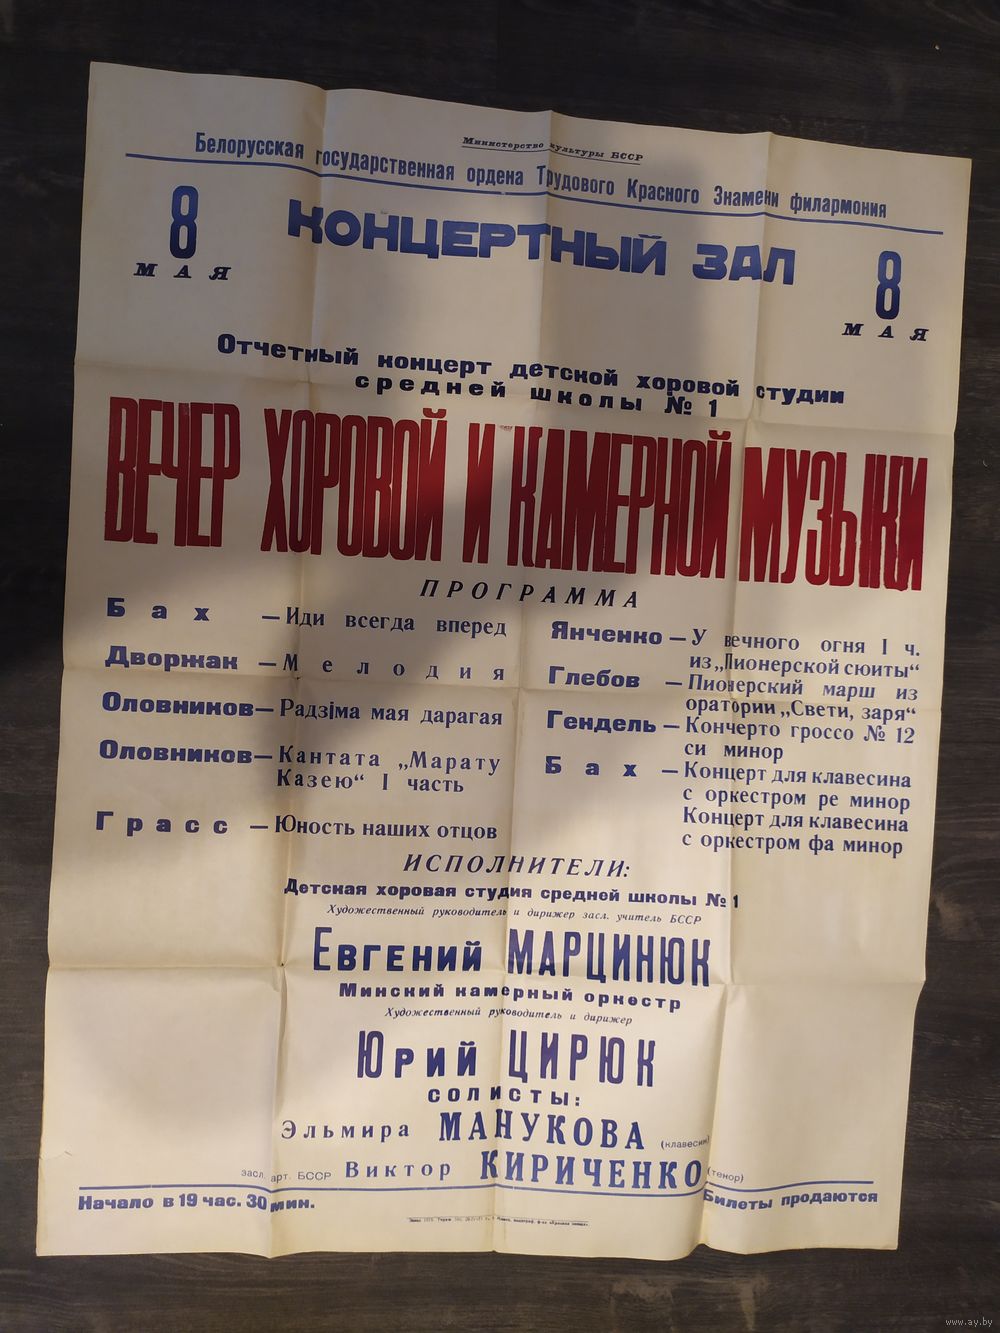 Министерство культуры БССР
Белорусская государственная ордена Трудового Красного Знамени филармония
8 МАЯ
КОНЦЕРТНЫЙ ЗАЛ
8 МАЯ
Отчетный концерт детской хоровой студии
средней школы № 1
ВЕЧЕР ХОРОВОЙ И КАМЕРНОЙ МУЗЫКИ
ПРОГРАММА
Бах — Иди всегда вперед
Дворжак — Мелодия
Оловников — Радзіма мая дарагая
Оловников — Кантата „Марату
Казею“ I часть
Грасс — Юность наших отцов
Янченко — У вечного огня I ч.
из „Пионерской сюиты“
Глебов — Пионерский марш из
оратории „Свети, заря“
Гендель — Кончерто гроссо № 12
си минор
Бах — Концерт для клавесина
с оркестром ре минор
Концерт для клавесина
с оркестром фа минор
ИСПОЛНИТЕЛИ:
Детская хоровая студия средней школы № 1
Художественный руководитель и дирижер засл. учитель БССР
Евгений МАРЦИНЮК
Минский камерный оркестр
Художественный руководитель и дирижер
Юрий ЦИРЮК
СОЛИСТЫ:
Эльмира МАНУКОВА (клавесин)
засл. арт. БССР Виктор КИРИЧЕНКО (тенор)
Начало в 19 час. 30 мин.
Билеты продаются
www.ay.by